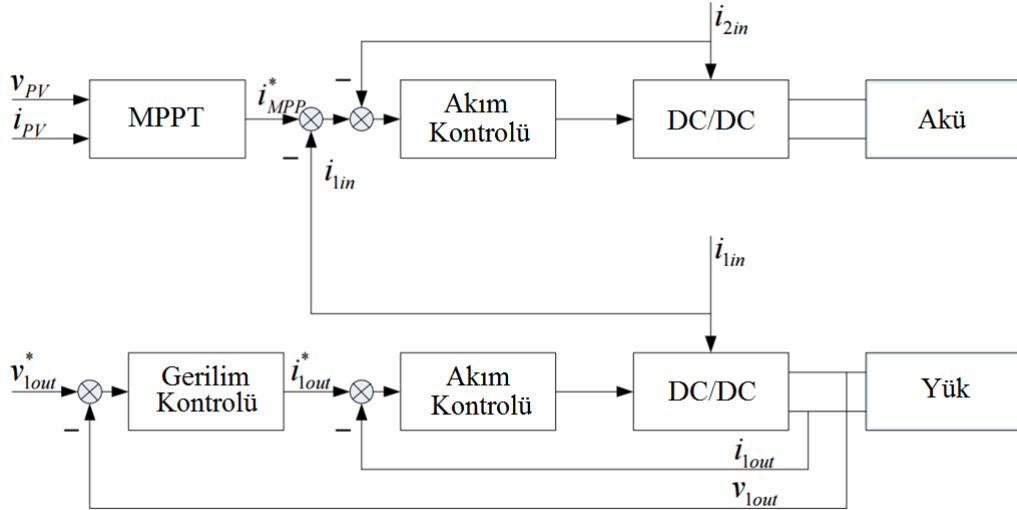 i2in
vPV
iPV
MPPT
i*MPP
Akım
Kontrolü
DC/DC
Akü
i1in
i1in
v*1out
Gerilim
Kontrolü
i*1out
Akım
Kontrolü
DC/DC
Yük
i1out
v1out